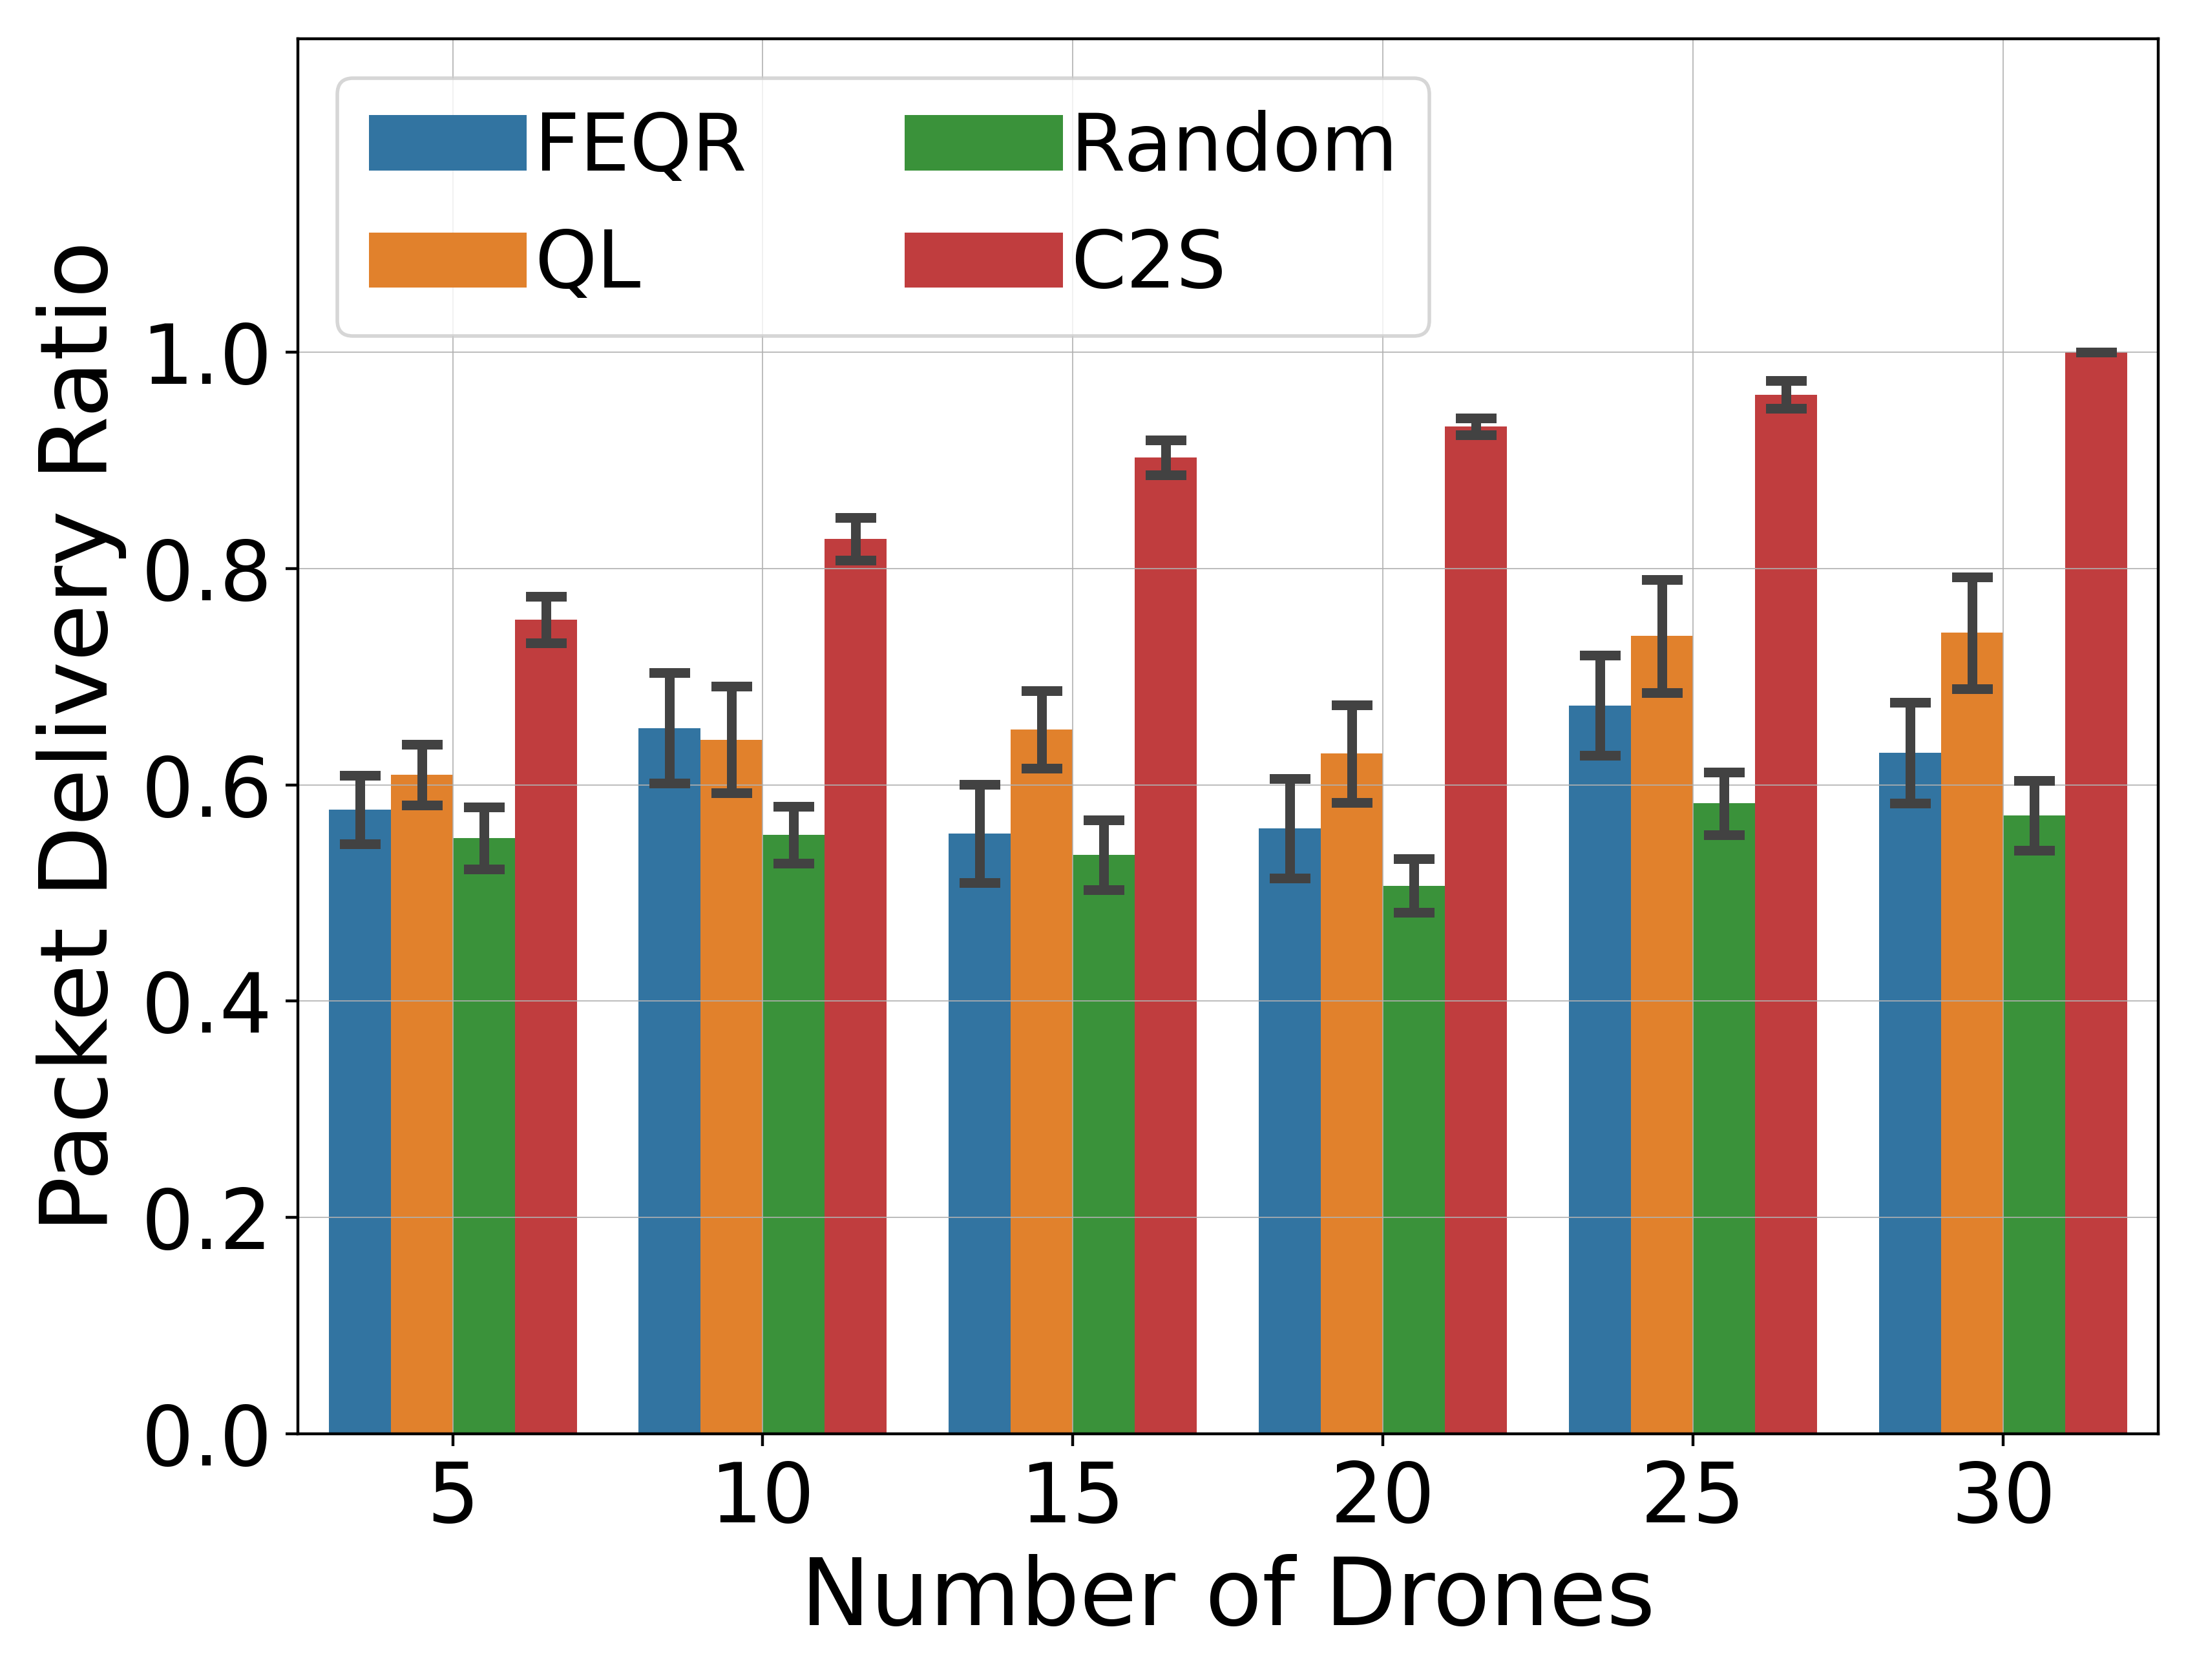 FEQR
Random
QL
C2S
Packet Delivery Ratio
1.0
0.8
0.6
0.4
0.2
0.0
5 10 15 20 25 30
Number of Drones